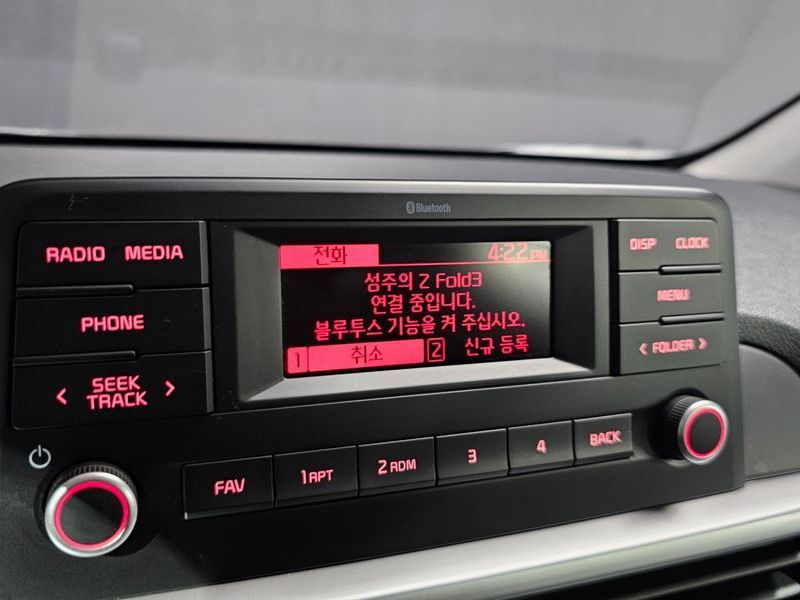 Bluetooth
RADIO MEDIA
PHONE
< SEEK TRACK >
전화 4:22 PM
섬주의 Z Fold3
연결 중입니다.
블루투스 기능을 켜 주십시오.
1 취소 2 신규 등록
DISP CLOCK
MENU
< FOLDER >
FAV 1 RPT 2 RDM 3 4 BACK